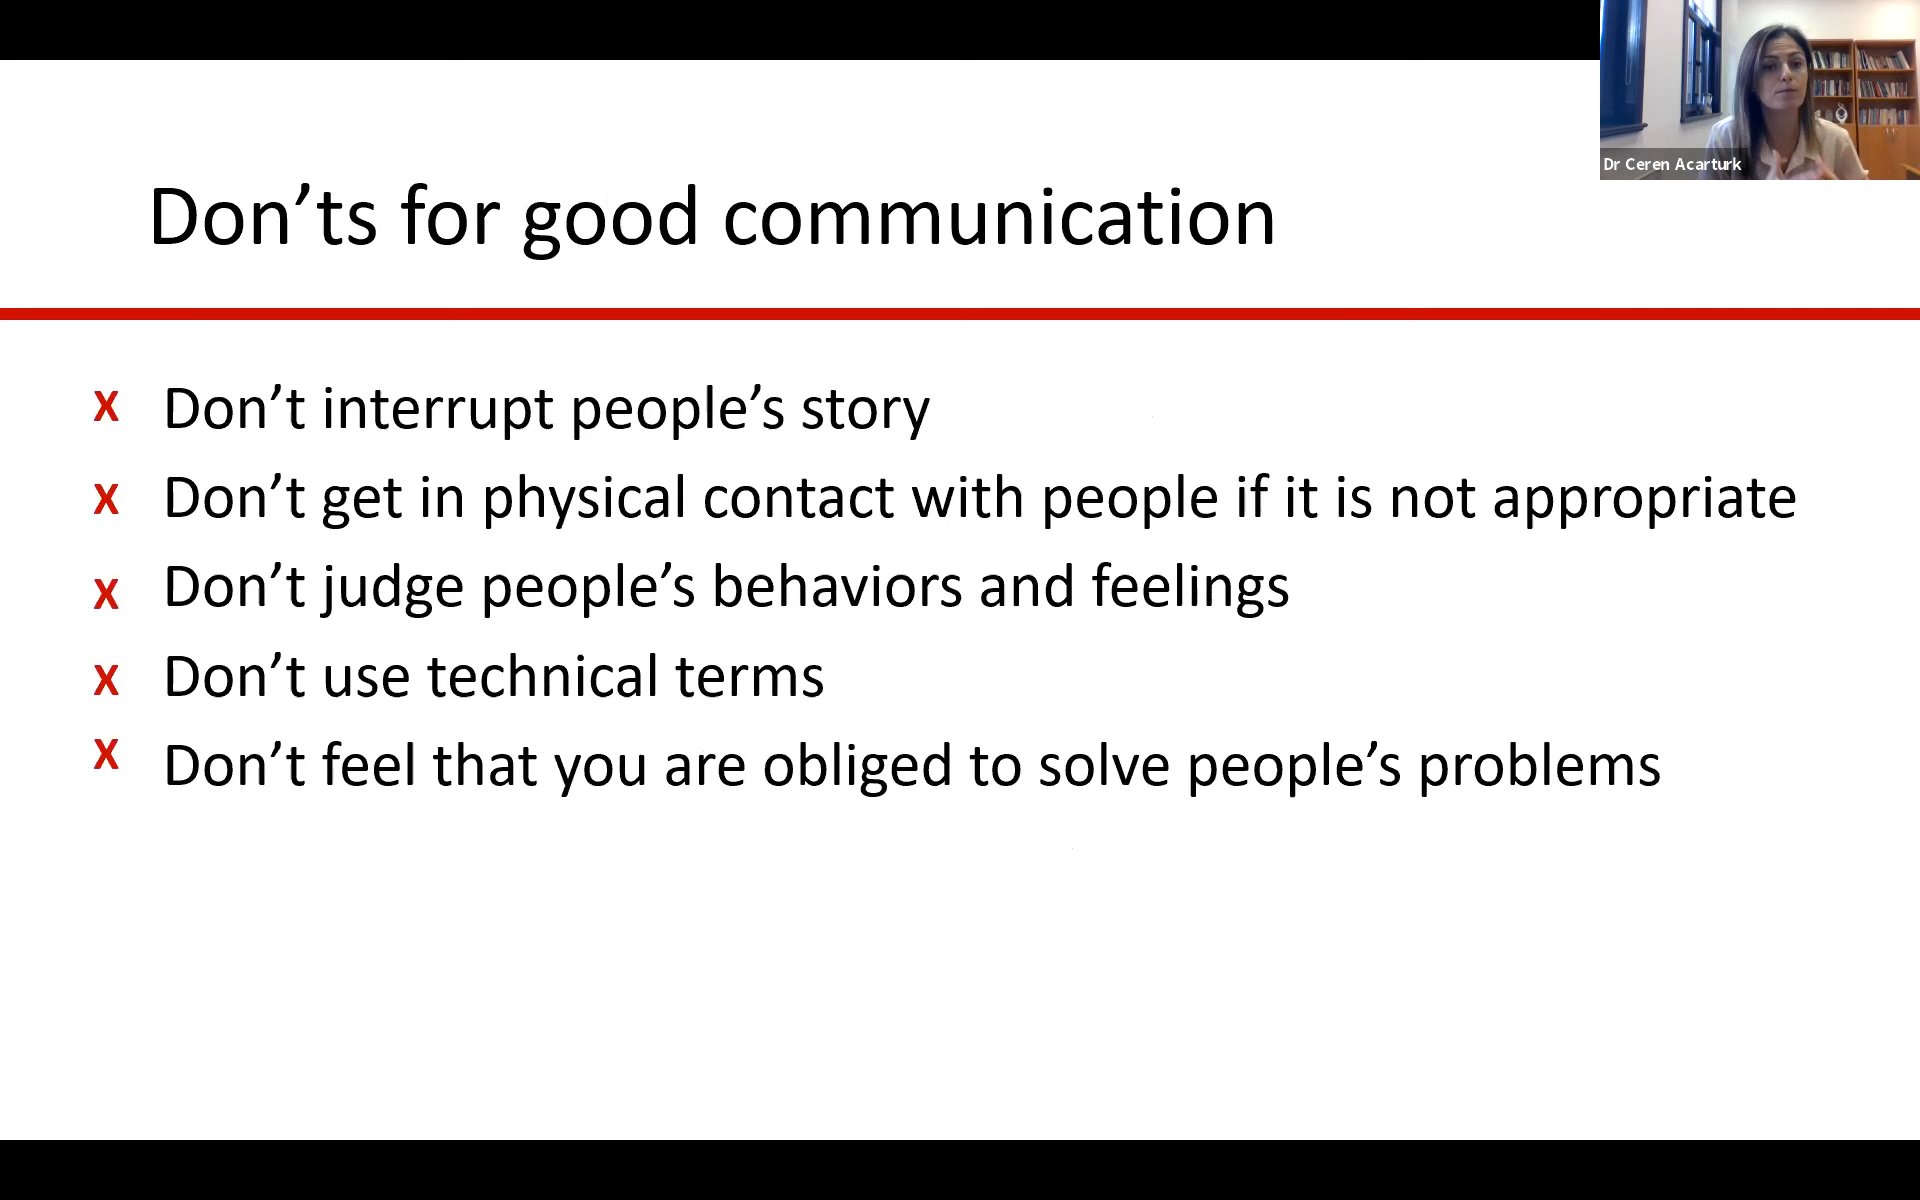 Dr Ceren Acarturk
Don’ts for good communication
X Don’t interrupt people’s story
X Don’t get in physical contact with people if it is not appropriate
X Don’t judge people’s behaviors and feelings
X Don’t use technical terms
X Don’t feel that you are obliged to solve people’s problems